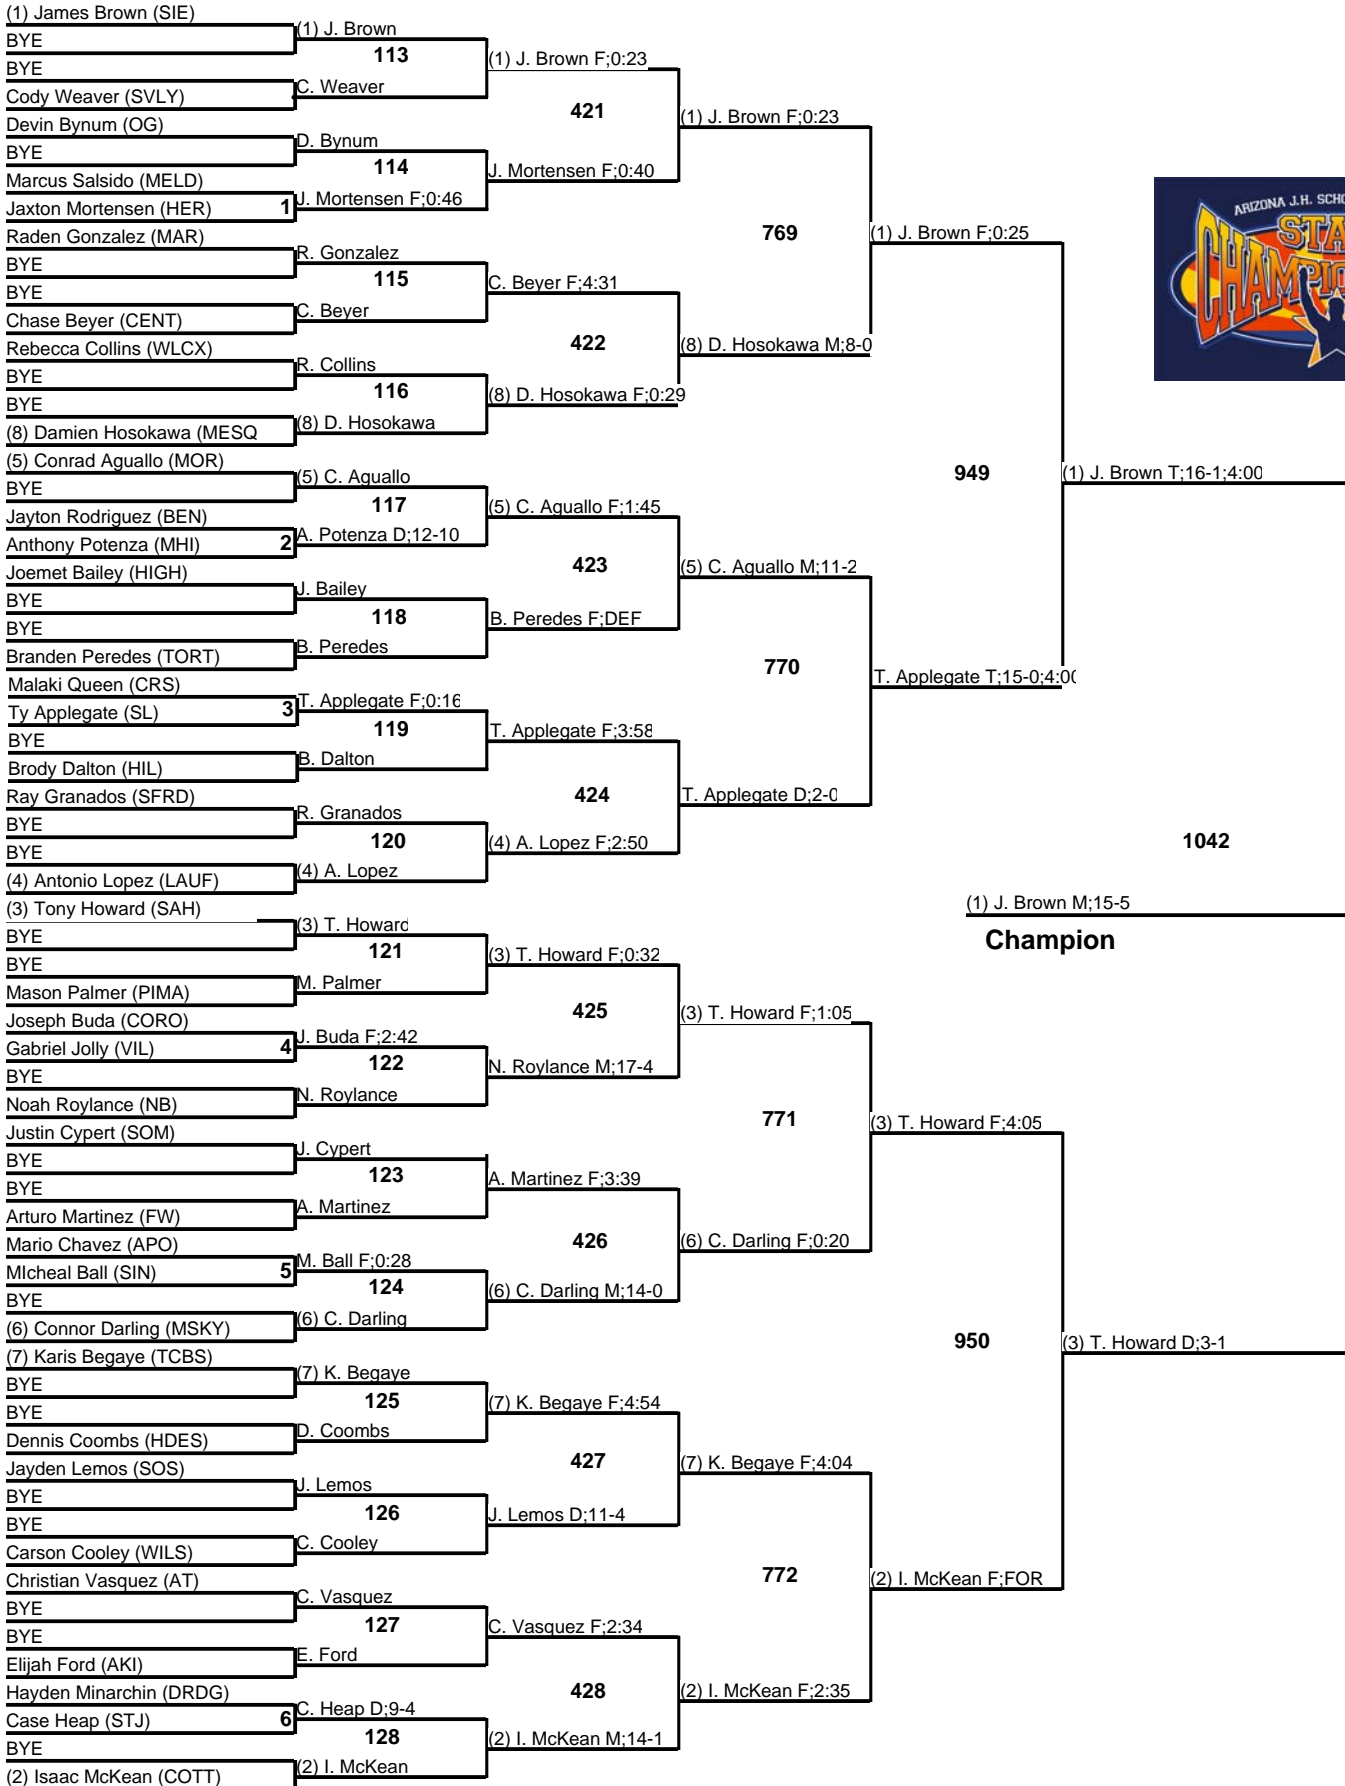 (1) James Brown (SIE)
BYE
BYE
Cody Weaver (SVLY)
Devin Bynum (OG)
BYE
Marcus Salsido (MELD)
Jaxton Mortensen (HER) 1
Raden Gonzalez (MAR)
BYE
BYE
Chase Beyer (CENT)
Rebecca Collins (WLCX)
BYE
BYE
(8) Damien Hosokawa (MESQ
(5) Conrad Aguallo (MOR)
BYE
Jayton Rodriguez (BEN)
Anthony Potenza (MHI) 2
Joemet Bailey (HIGH)
BYE
BYE
Branden Peredes (TORT)
Malaki Queen (CRS)
Ty Applegate (SL) 3
BYE
Brody Dalton (HIL)
Ray Granados (SFRD)
BYE
BYE
(4) Antonio Lopez (LAUF)
(3) Tony Howard (SAH)
BYE
BYE
Mason Palmer (PIMA)
Joseph Buda (CORO)
Gabriel Jolly (VIL) 4
BYE
Noah Roylance (NB)
Justin Cypert (SOM)
BYE
BYE
Arturo Martinez (FW)
Mario Chavez (APO)
MIcheal Ball (SIN) 5
BYE
(6) Connor Darling (MSKY)
(7) Karis Begaye (TCBS)
BYE
BYE
Dennis Coombs (HDES)
Jayden Lemos (SOS)
BYE
BYE
Carson Cooley (WILS)
Christian Vasquez (AT)
BYE
BYE
Elijah Ford (AKI)
Hayden Minarchin (DRDG)
Case Heap (STJ) 6
BYE
(2) Isaac McKean (COTT)
(1) J. Brown
113
C. Weaver
D. Bynum
114
J. Mortensen F;0:46
R. Gonzalez
115
C. Beyer
R. Collins
116
(8) D. Hosokawa
(5) C. Aguallo
117
A. Potenza D;12-10
J. Bailey
118
B. Peredes
T. Applegate F;0:16
119
B. Dalton
R. Granados
120
(4) A. Lopez
(3) T. Howard
121
M. Palmer
J. Buda F;2:42
122
N. Roylance
J. Cypert
123
A. Martinez
M. Ball F;0:28
124
(6) C. Darling
(7) K. Begaye
125
D. Coombs
J. Lemos
126
C. Cooley
C. Vasquez
127
E. Ford
C. Heap D;9-4
128
(2) I. McKean
(1) J. Brown F;0:23
421
J. Mortensen F;0:40
C. Beyer F;4:31
422
(8) D. Hosokawa F;0:29
(5) C. Aguallo F;1:45
423
B. Peredes F;DEF
T. Applegate F;3:58
424
(4) A. Lopez F;2:50
(3) T. Howard F;0:32
425
N. Roylance M;17-4
A. Martinez F;3:39
426
(6) C. Darling M;14-0
(7) K. Begaye F;4:54
427
J. Lemos D;11-4
C. Vasquez F;2:34
428
(2) I. McKean M;14-1
(1) J. Brown F;0:23
769
(8) D. Hosokawa M;8-0
(5) C. Aguallo M;11-2
770
T. Applegate D;2-0
(3) T. Howard F;1:05
771
(6) C. Darling F;0:20
(7) K. Begaye F;4:04
772
(2) I. McKean F;2:35
(1) J. Brown F;0:25
949
T. Applegate T;15-0;4:00
(3) T. Howard F;4:05
950
(2) I. McKean F;FOR
(1) J. Brown T;16-1;4:00
1042
(3) T. Howard D;3-1
(1) J. Brown M;15-5
Champion
ARIZONA J.H. SCHO
STA
CHAMPIO